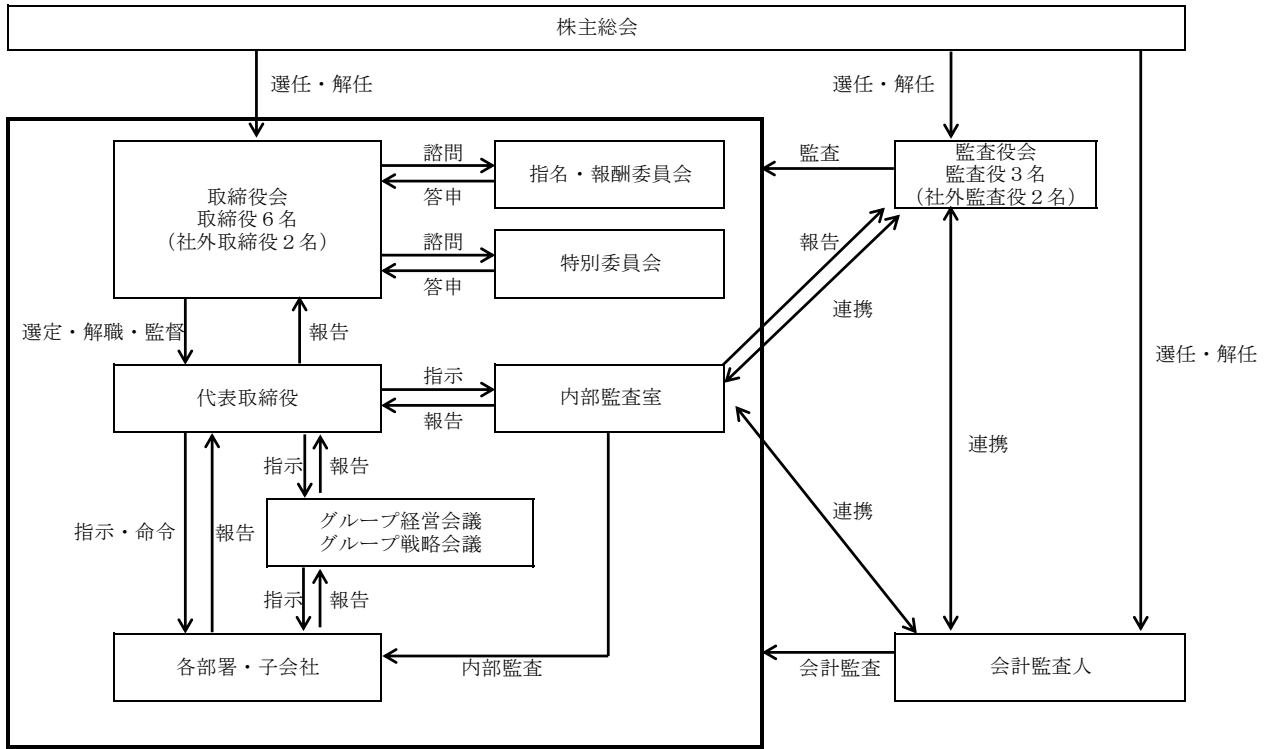 株主総会
選任・解任
選任・解任
諮問
監査
監査役会
監査役３名
（社外監査役２名）
取締役会
取締役６名
（社外取締役２名）
指名・報酬委員会
答申
諮問
特別委員会
答申
報告
連携
選定・解職・監督
報告
選任・解任
代表取締役
指示
報告
内部監査室
指示
報告
連携
グループ経営会議
グループ戦略会議
連携
指示・命令
報告
指示
報告
各部署・子会社
内部監査
会計監査
会計監査人